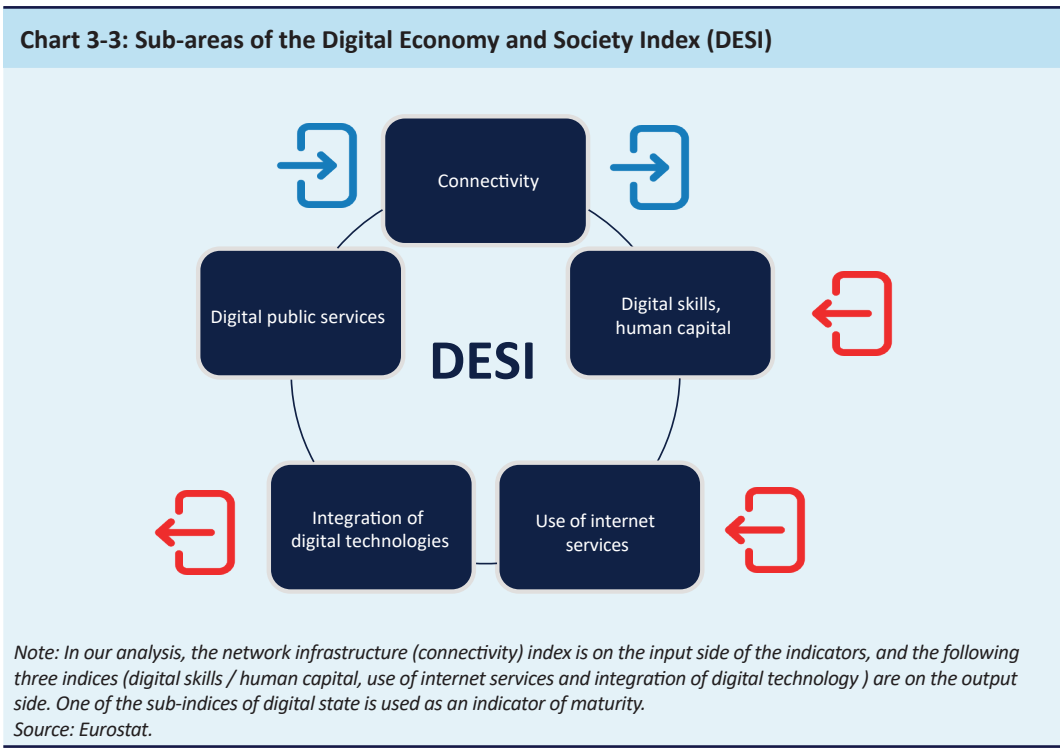 Chart 3-3: Sub-areas of the Digital Economy and Society Index (DESI)
Connectivity
Digital public services
Digital skills,
human capital
DESI
Integration of
digital technologies
Use of internet
services
Note: In our analysis, the network infrastructure (connectivity) index is on the input side of the indicators, and the following
three indices (digital skills / human capital, use of internet services and integration of digital technology ) are on the output
side. One of the sub-indices of digital state is used as an indicator of maturity.
Source: Eurostat.